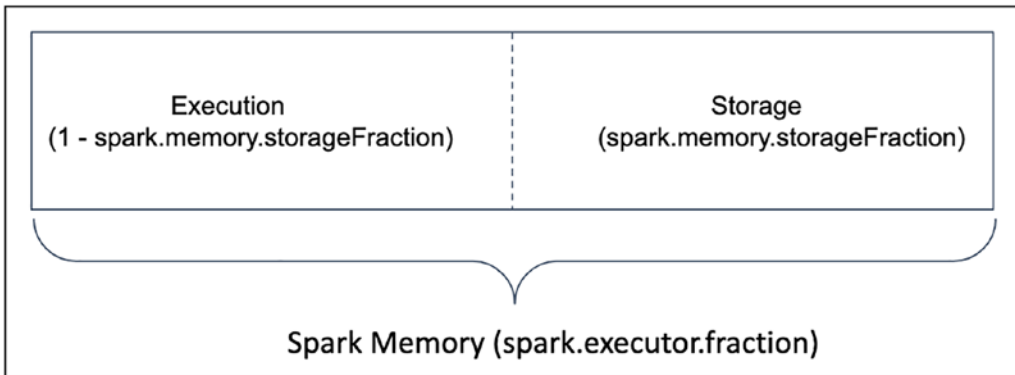 Execution
(1 - spark.memory.storageFraction)
Storage
(spark.memory.storageFraction)
Spark Memory (spark.executor.fraction)